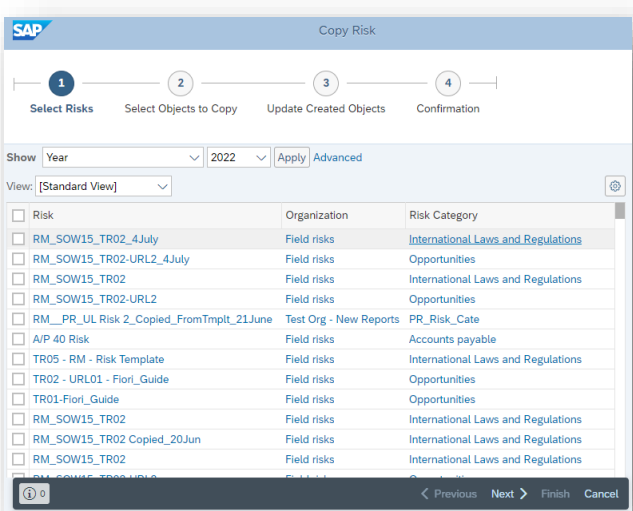 SAP Copy Risk
1 2 3 4
Select Risks Select Objects to Copy Update Created Objects Confirmation
Show Year 2022 Apply Advanced
View: [Standard View]
Risk Organization Risk Category
RM_SOW15_TR02_4July Field risks International Laws and Regulations
RM_SOW15_TR02-URL2_4July Field risks Opportunities
RM_SOW15_TR02 Field risks International Laws and Regulations
RM_SOW15_TR02-URL2 Field risks Opportunities
RM__PR_UL Risk 2_Copied_FromTmplt_21June Test Org - New Reports PR_Risk_Cate
A/P 40 Risk Field risks Accounts payable
TR05 - RM - Risk Template Field risks International Laws and Regulations
TR02 - URL01 - Fiori_Guide Field risks Opportunities
TR01-Fiori_Guide Field risks Opportunities
RM_SOW15_TR02 Field risks International Laws and Regulations
RM_SOW15_TR02 Copied_20Jun Field risks International Laws and Regulations
RM_SOW15_TR02 Field risks International Laws and Regulations
0 Previous Next Finish Cancel